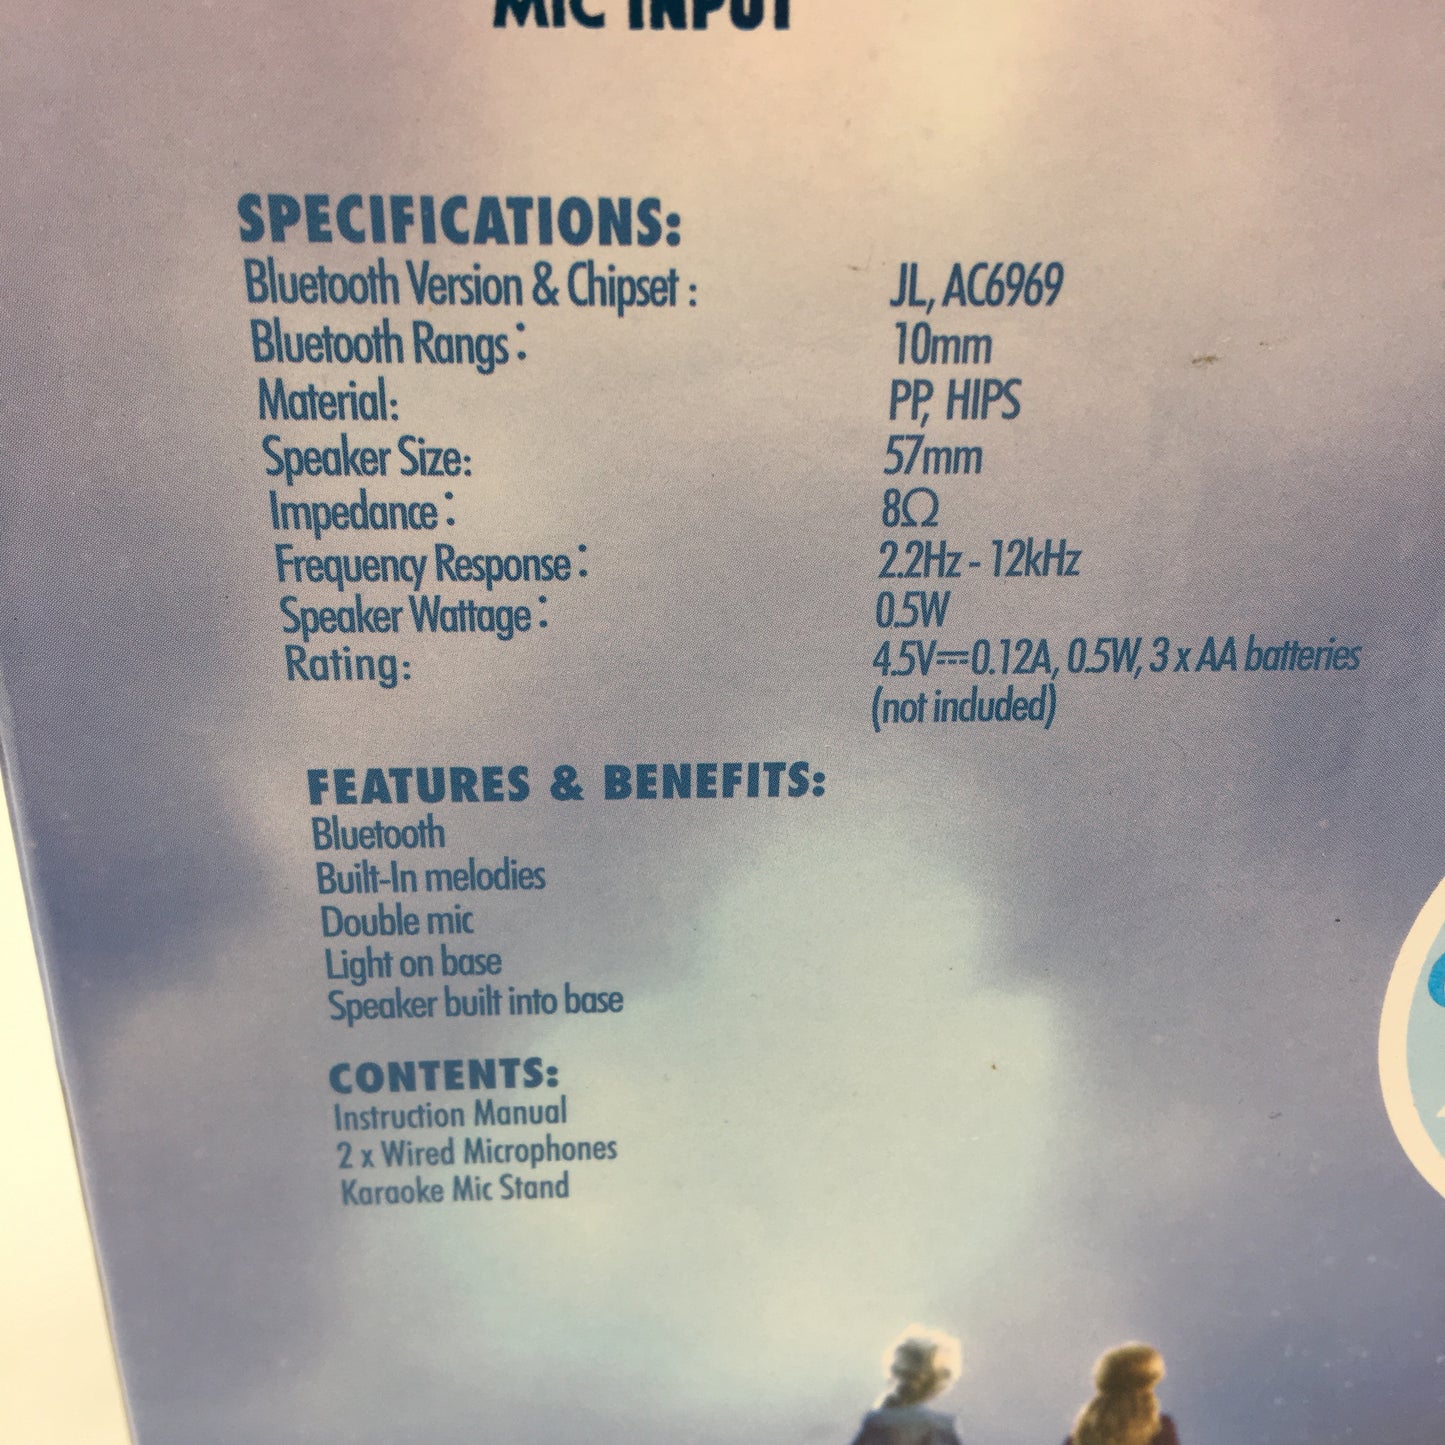 MIC INPUT
SPECIFICATIONS:
Bluetooth Version & Chipset : JL, AC6969
Bluetooth Rangs: 10mm
Material: PP, HIPS
Speaker Size: 57mm
Impedance: 8Ω
Frequency Response: 2.2Hz - 12kHz
Speaker Wattage: 0.5W
Rating: 4.5V⎓0.12A, 0.5W, 3 x AA batteries
(not included)
FEATURES & BENEFITS:
Bluetooth
Built-In melodies
Double mic
Light on base
Speaker built into base
CONTENTS:
Instruction Manual
2 x Wired Microphones
Karaoke Mic Stand